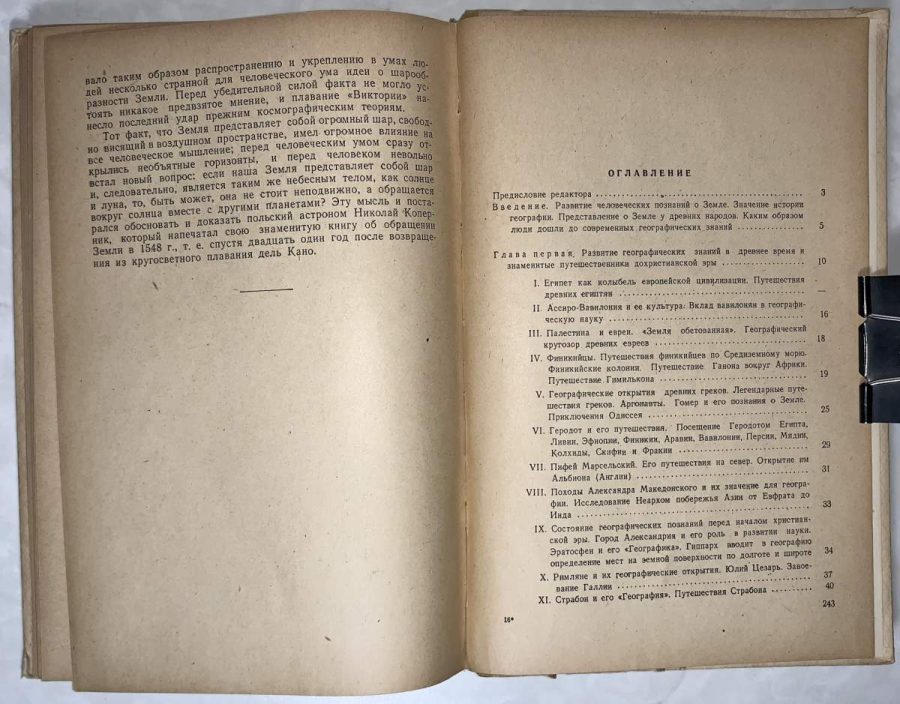 вало таким образом распространению и укреплению в умах лю-
дей несколько странной для человеческого ума идеи о шарооб-
разности Земли. Перед убедительной силой факта не могло ус-
тоять никакое предвзятое мнение, и плавание «Виктории» на-
несло последний удар прежним космографическим теориям.
Тот факт, что Земля представляет собой огромный шар, свобод-
но висящий в воздушном пространстве, имел огромное влияние на
все человеческое мышление; перед человеческим умом сразу от-
крылись необъятные горизонты, и перед человеком невольно
встал новый вопрос: если наша Земля представляет собой шар
и, следовательно, является таким же небесным телом, как солнце
и луна, то, быть может, она не стоит неподвижно, а обращается
вокруг солнца вместе с другими планетами? Эту мысль и поста-
рался обосновать и доказать польский астроном Николай Копер-
ник, который напечатал свою знаменитую книгу об обращении
Земли в 1548 г., т. е. спустя двадцать один год после возвраще-
ния из кругосветного плавания дель Кано.
ОГЛАВЛЕНИЕ
Предисловие редактора . . . . . . . . . . 3
Введение. Развитие человеческих познаний о Земле. Значение истории
географии. Представление о Земле у древних народов. Каким образом
люди дошли до современных географических знаний . . . . . . . . . . 5
Глава первая. Развитие географических знаний в древнее время и
знаменитые путешественники дохристианской эры . . . . . . . . . . 10
I. Египет как колыбель европейской цивилизации. Путешествия
древних египтян . . . . . . . . . . —
II. Ассиро-Вавилония и ее культура. Вклад вавилонян в географи-
ческую науку . . . . . . . . . . 16
III. Палестина и евреи. «Земля обетованная». Географический
кругозор древних евреев . . . . . . . . . . 18
IV. Финикийцы. Путешествия финикийцев по Средиземному морю.
Финикийские колонии. Путешествие Ганона вокруг Африки.
Путешествие Гимилькона . . . . . . . . . . 19
V. Географические открытия древних греков. Легендарные путе-
шествия греков. Аргонавты. Гомер и его познания о Земле.
Приключения Одиссея . . . . . . . . . . 25
VI. Геродот и его путешествия. Посещение Геродотом Египта,
Ливии, Эфиопии, Финикии, Аравии, Вавилонии, Персии, Мидии,
Колхиды, Скифии и Фракии . . . . . . . . . . 29
VII. Пифей Марсельский. Его путешествия на север. Открытие им
Альбиона (Англии) . . . . . . . . . . 31
VIII. Походы Александра Македонского и их значение для геогра-
фии. Исследование Неархом побережья Азии от Евфрата до
Инда . . . . . . . . . . 33
IX. Состояние географических познаний перед началом христиан-
ской эры. Город Александрия и его роль в развитии науки.
Эратосфен и его «Географика». Гиппарх вводит в географию
определение мест на земной поверхности по долготе и широте 34
X. Римляне и их географические открытия. Юлий Цезарь. Завое-
вание Галлии . . . . . . . . . . 37
XI. Страбон и его «География». Путешествия Страбона . . . . . . . . . . 40
243
16*